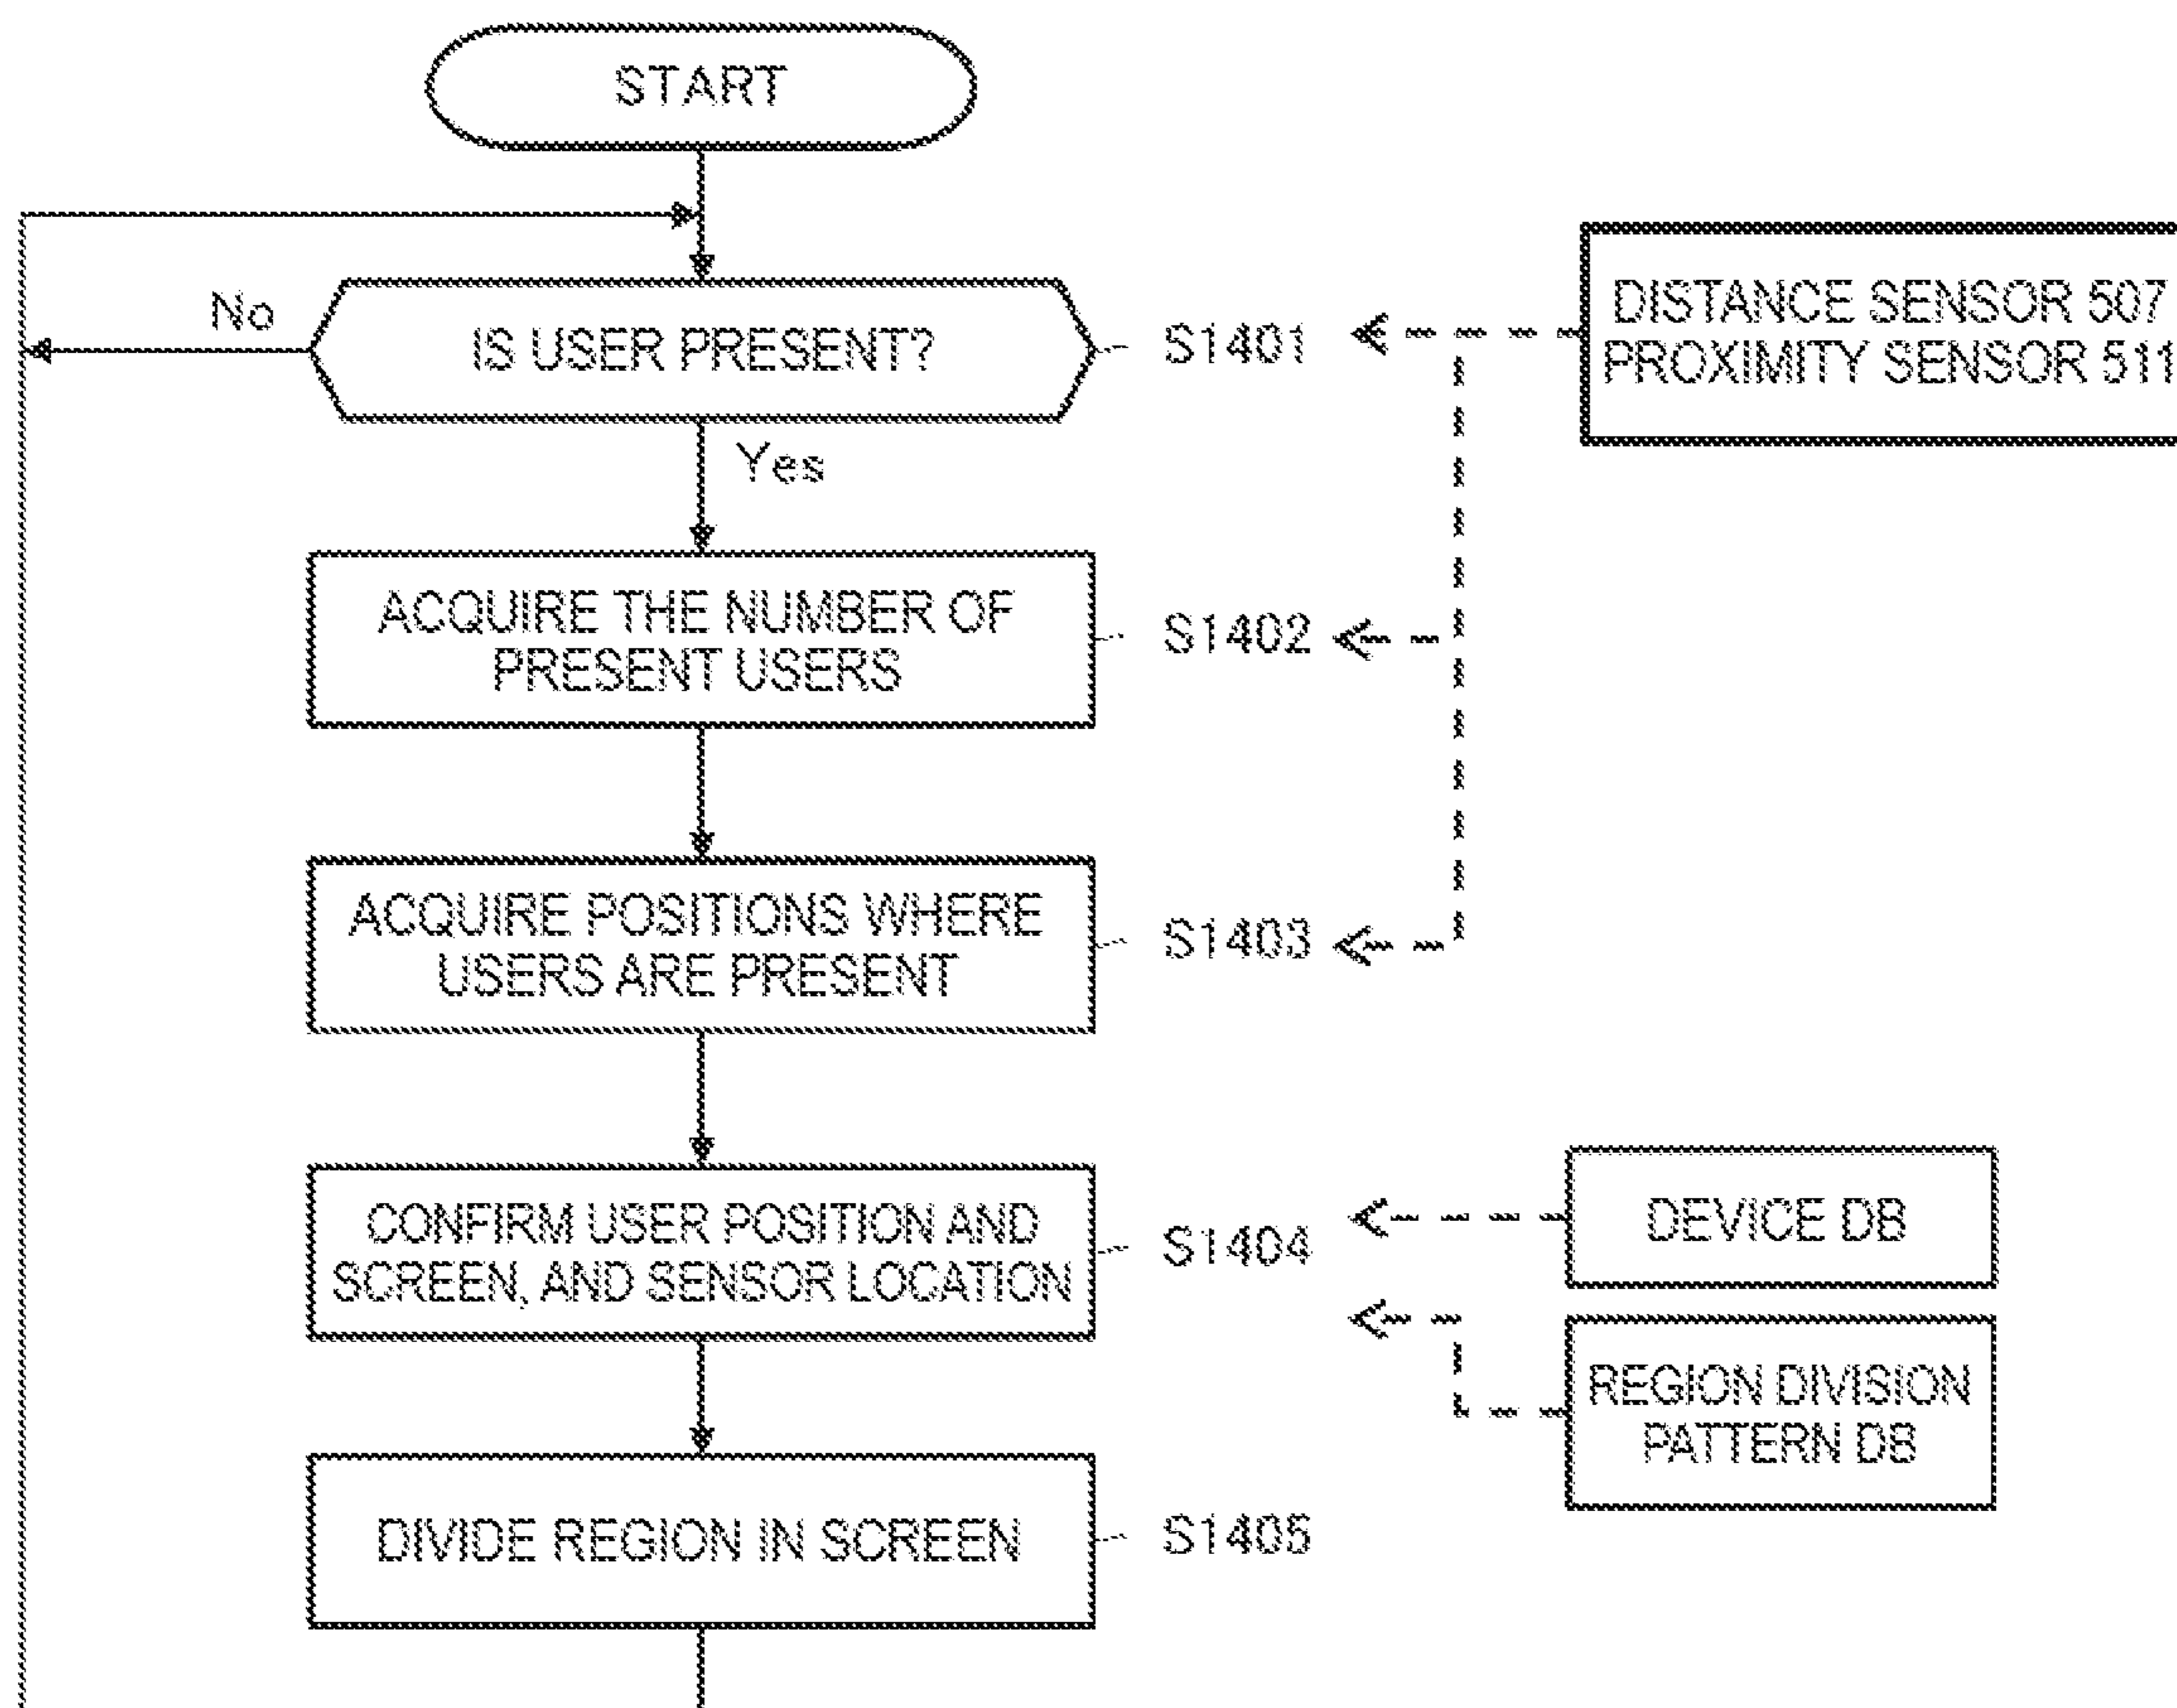 START
No
IS USER PRESENT?
S1401
DISTANCE SENSOR 507
PROXIMITY SENSOR 511
Yes
ACQUIRE THE NUMBER OF
PRESENT USERS
S1402
ACQUIRE POSITIONS WHERE
USERS ARE PRESENT
S1403
CONFIRM USER POSITION AND
SCREEN, AND SENSOR LOCATION
S1404
DEVICE DB
REGION DIVISION
PATTERN DB
DIVIDE REGION IN SCREEN
S1405